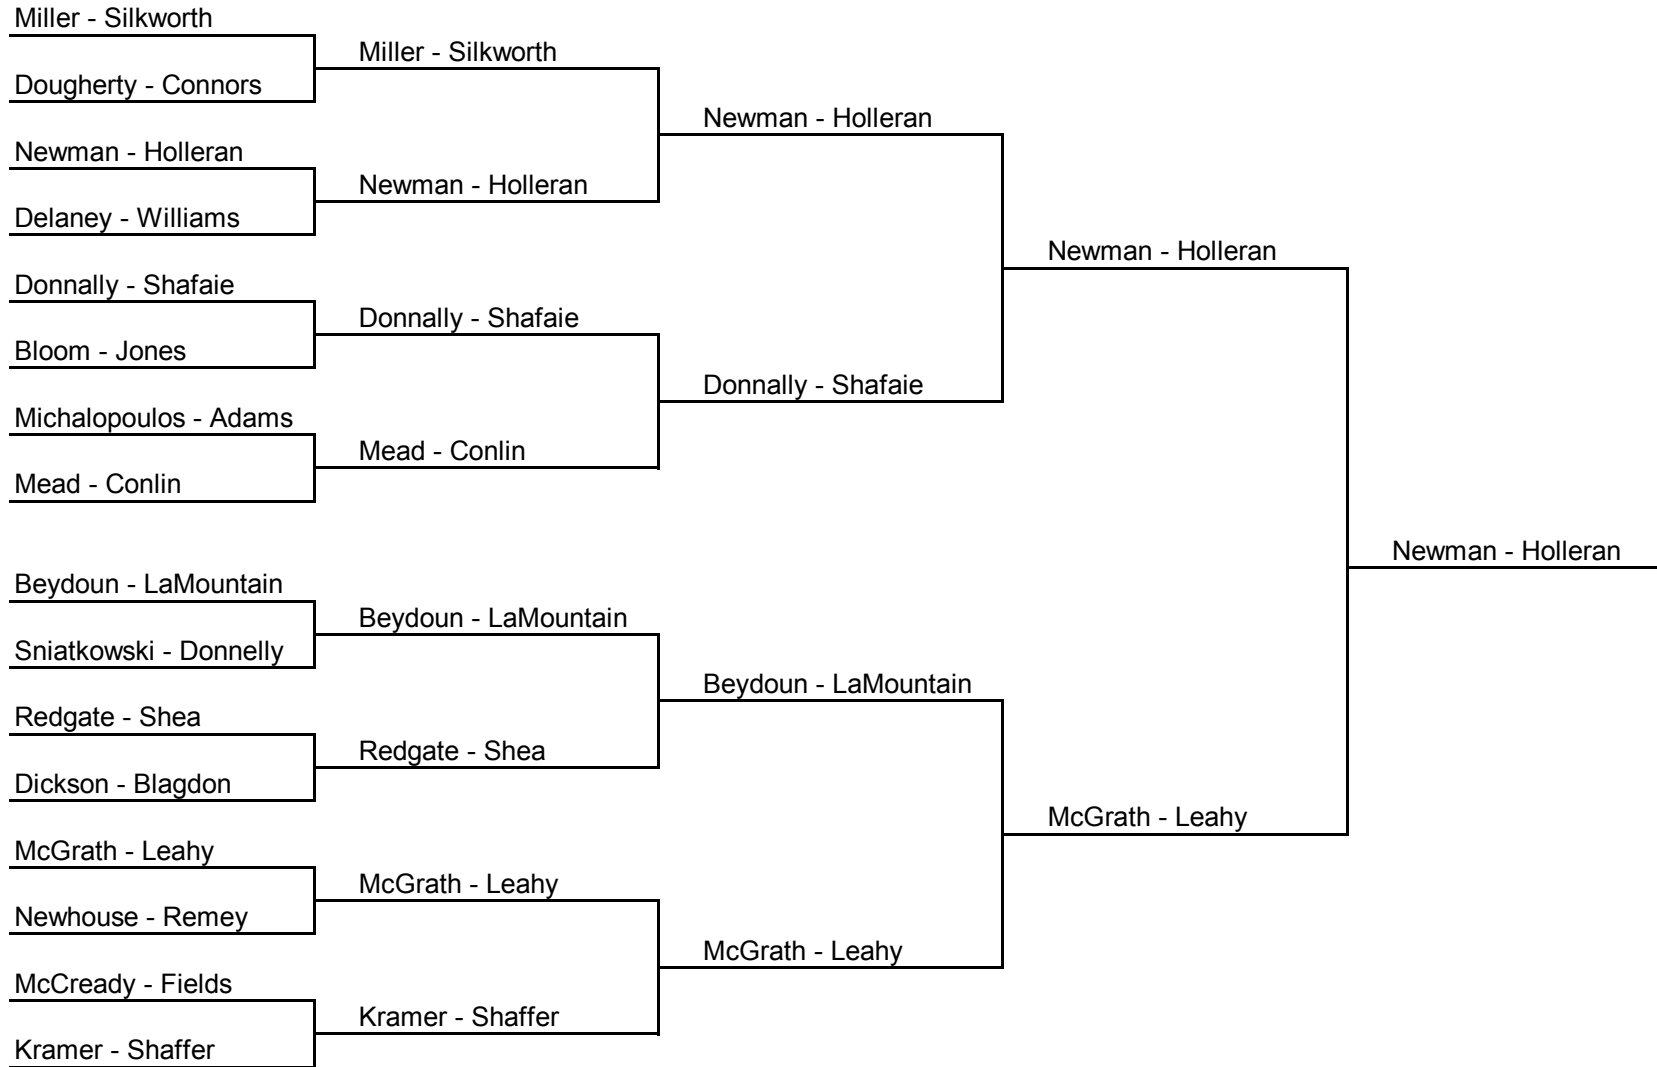 Miller - Silkworth
Dougherty - Connors
Newman - Holleran
Delaney - Williams
Donnally - Shafaie
Bloom - Jones
Michalopoulos - Adams
Mead - Conlin
Beydoun - LaMountain
Sniatkowski - Donnelly
Redgate - Shea
Dickson - Blagdon
McGrath - Leahy
Newhouse - Remey
McCready - Fields
Kramer - Shaffer
Miller - Silkworth
Newman - Holleran
Donnally - Shafaie
Mead - Conlin
Beydoun - LaMountain
Redgate - Shea
McGrath - Leahy
Kramer - Shaffer
Newman - Holleran
Donnally - Shafaie
Beydoun - LaMountain
McGrath - Leahy
Newman - Holleran
McGrath - Leahy
Newman - Holleran